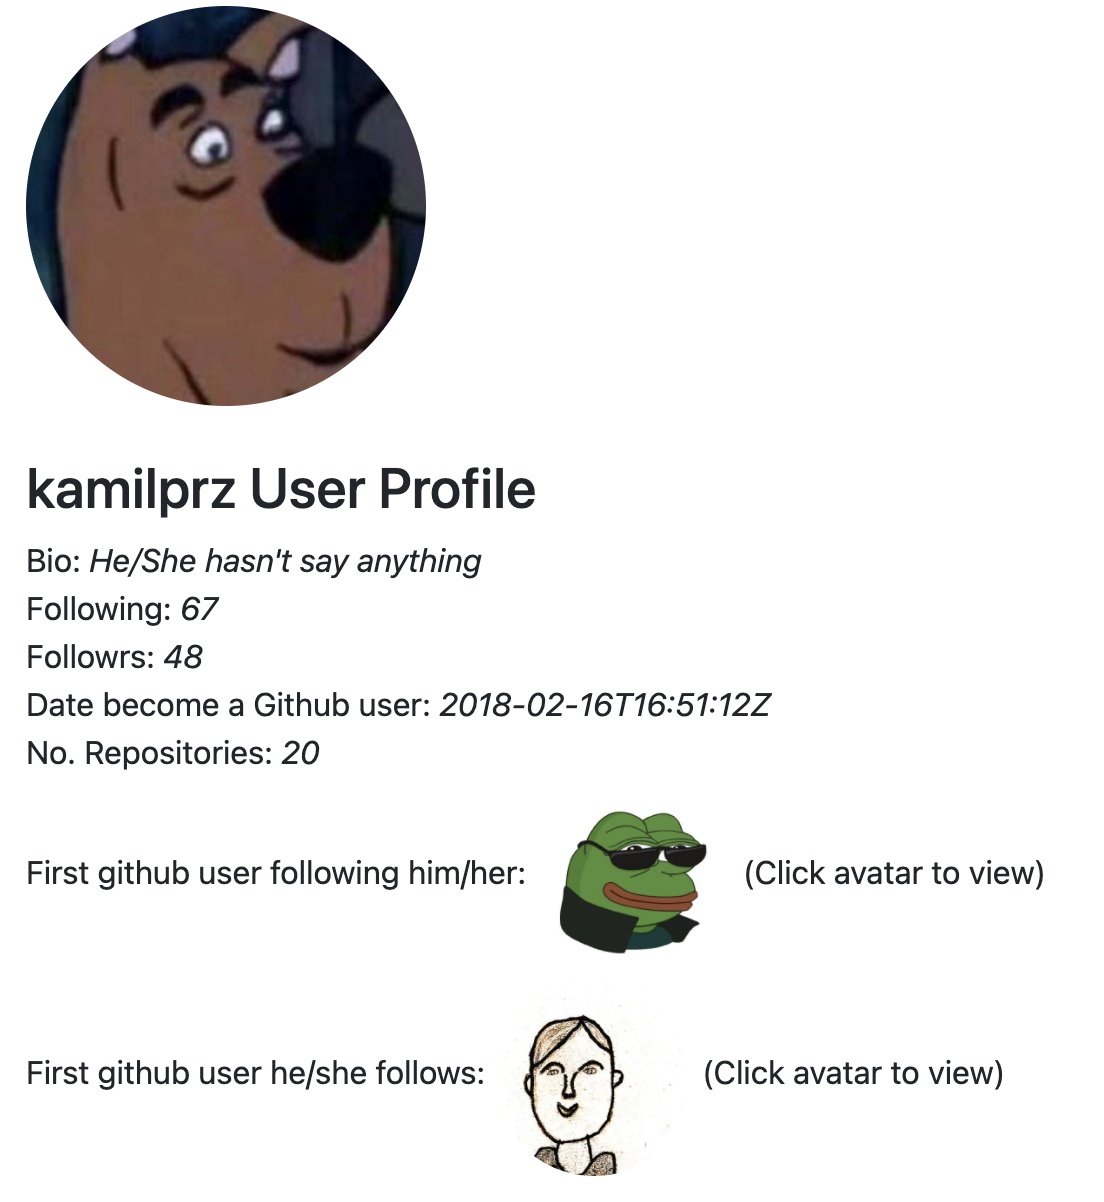 kamilprz User Profile
Bio: He/She hasn't say anything
Following: 67
Followrs: 48
Date become a Github user: 2018-02-16T16:51:12Z
No. Repositories: 20
First github user following him/her: (Click avatar to view)
First github user he/she follows: (Click avatar to view)